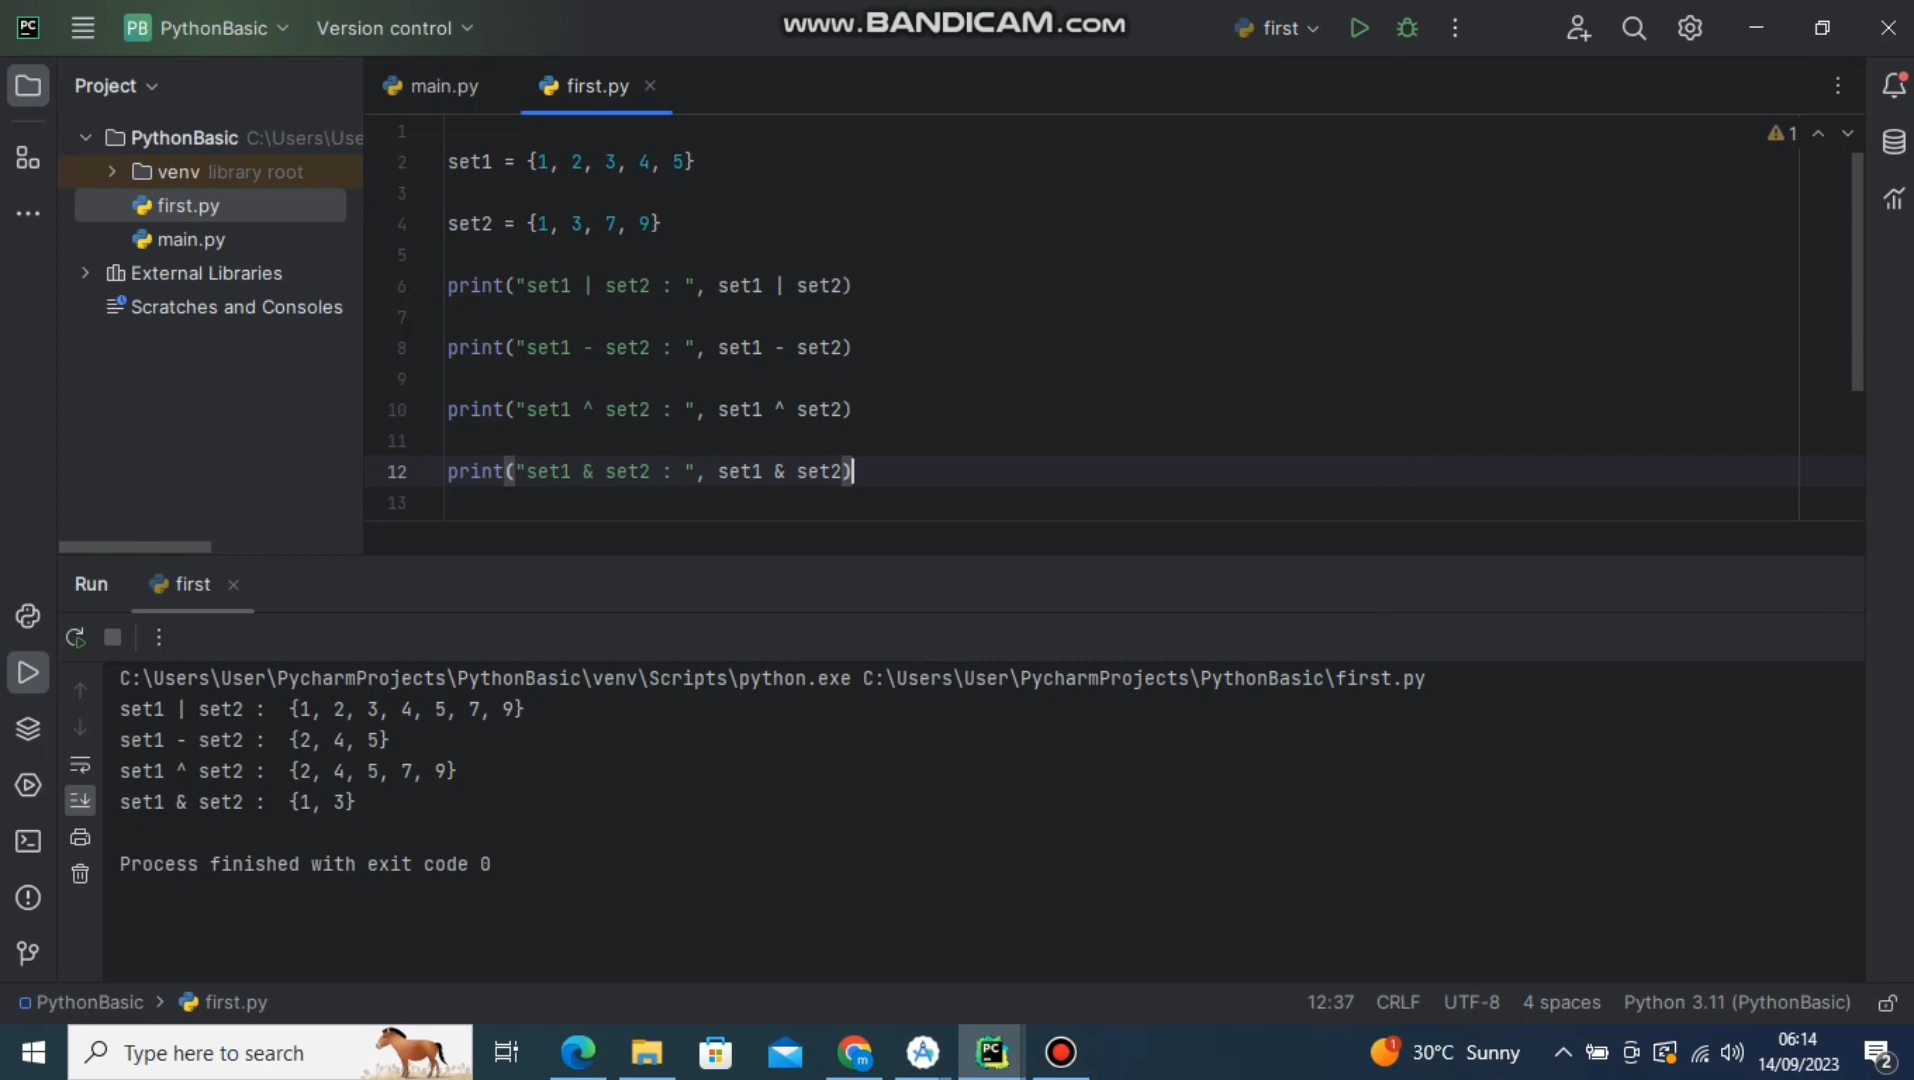 PC
PB PythonBasic
Version control
www.BANDICAM.com
first
Project
main.py
first.py
PythonBasic C:\Users\Use
venv library root
first.py
main.py
External Libraries
Scratches and Consoles
1
1
2 set1 = {1, 2, 3, 4, 5}
3
4 set2 = {1, 3, 7, 9}
5
6 print("set1 | set2 : ", set1 | set2)
7
8 print("set1 - set2 : ", set1 - set2)
9
10 print("set1 ^ set2 : ", set1 ^ set2)
11
12 print("set1 & set2 : ", set1 & set2)
13
Run
first
C:\Users\User\PycharmProjects\PythonBasic\venv\Scripts\python.exe C:\Users\User\PycharmProjects\PythonBasic\first.py
set1 | set2 :  {1, 2, 3, 4, 5, 7, 9}
set1 - set2 :  {2, 4, 5}
set1 ^ set2 :  {2, 4, 5, 7, 9}
set1 & set2 :  {1, 3}
Process finished with exit code 0
PythonBasic > first.py
12:37 CRLF UTF-8 4 spaces Python 3.11 (PythonBasic)
Type here to search
m
PC
1
30°C Sunny
06:14
14/09/2023
2